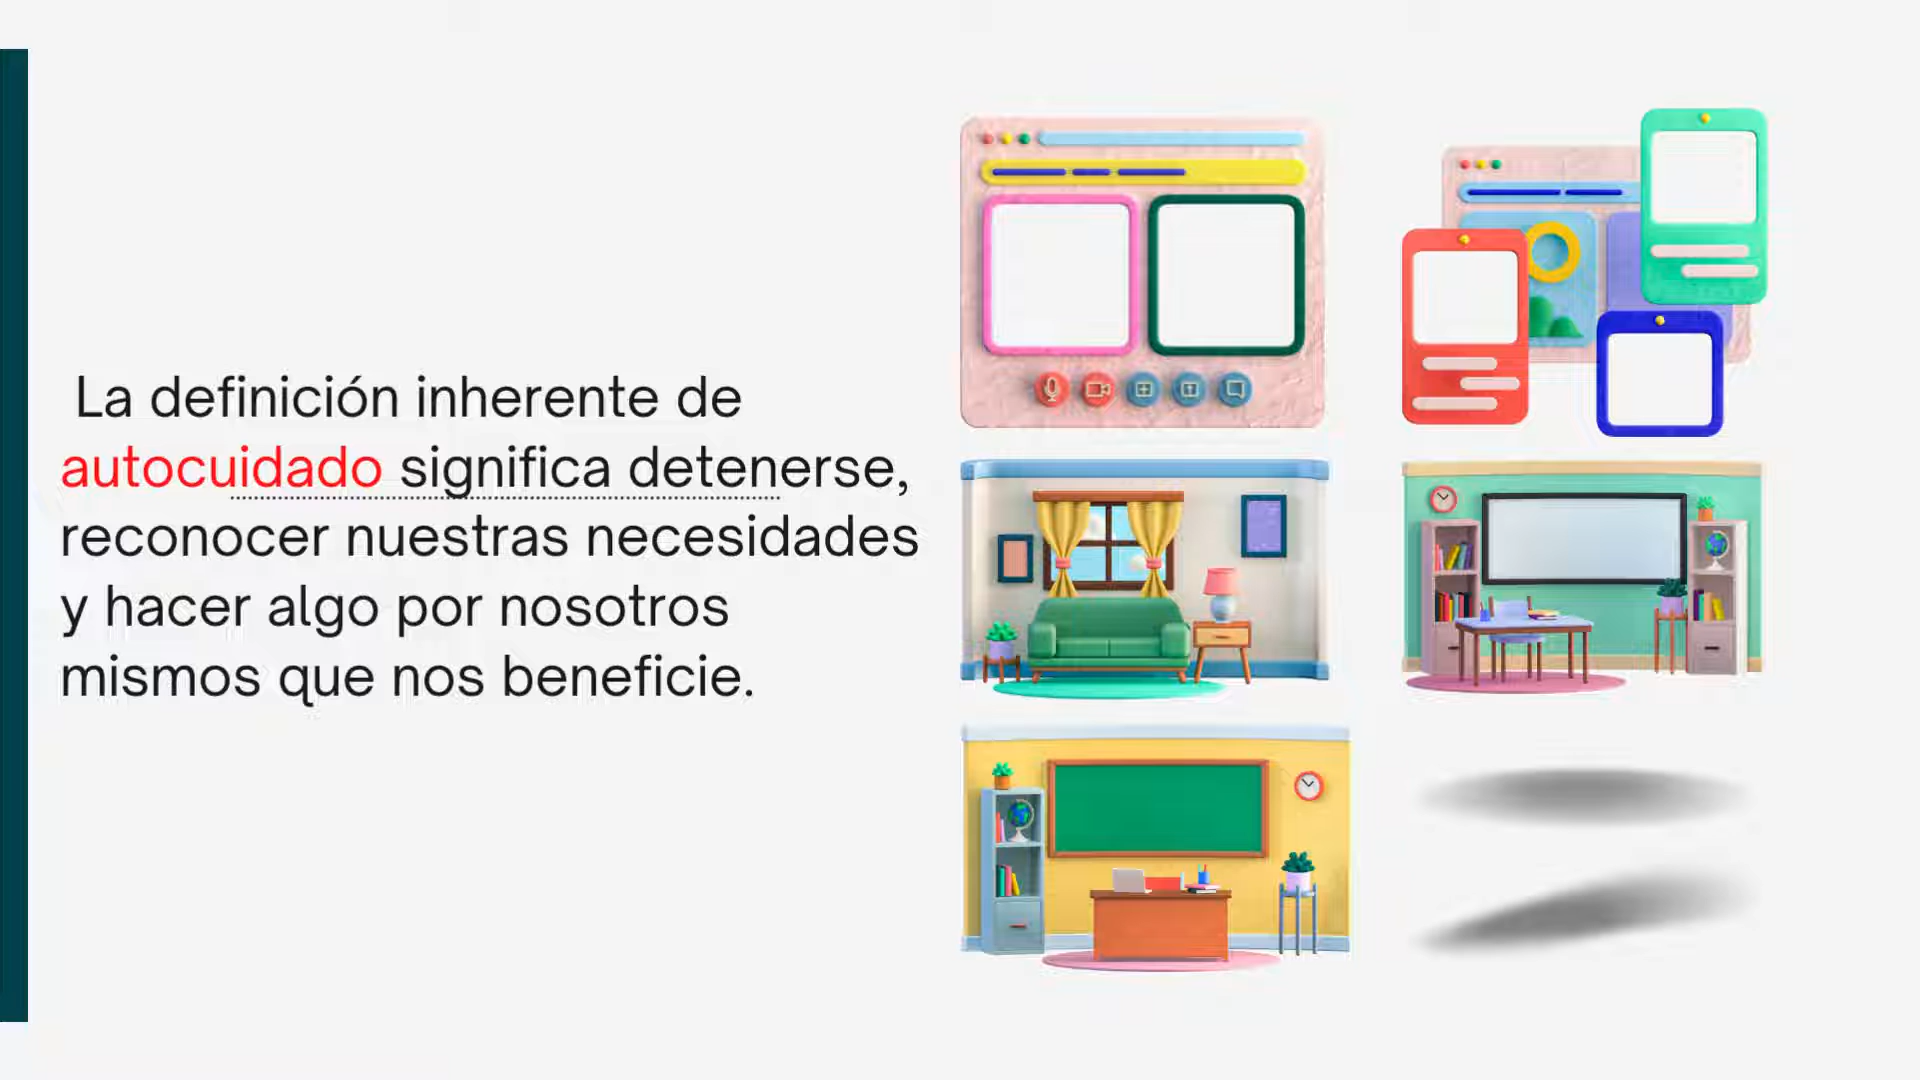 La definición inherente de
autocuidado significa detenerse,
reconocer nuestras necesidades
y hacer algo por nosotros
mismos que nos beneficie.